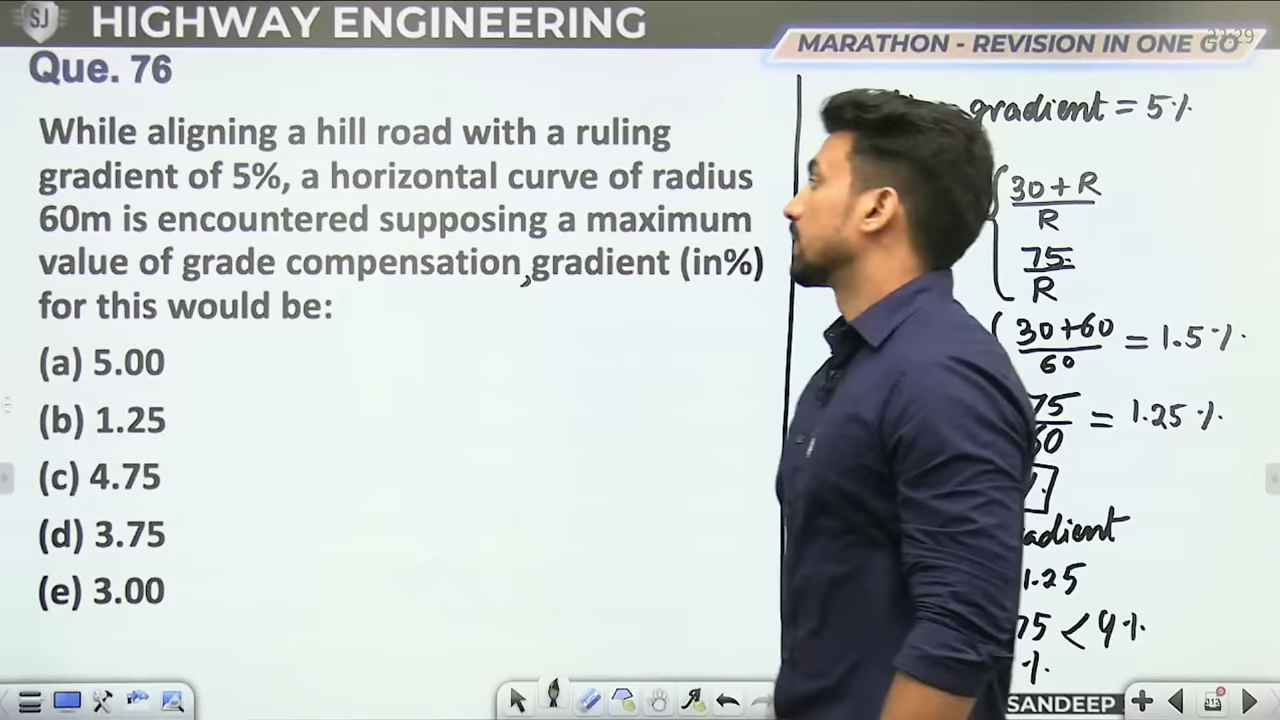 SJ
HIGHWAY ENGINEERING
MARATHON - REVISION IN ONE GO
Que. 76
While aligning a hill road with a ruling
gradient of 5%, a horizontal curve of radius
60m is encountered supposing a maximum
value of grade compensation,gradient (in%)
for this would be:
(a) 5.00
(b) 1.25
(c) 4.75
(d) 3.75
(e) 3.00
gradient = 5%
30+R
R
75
R
30+60
60
= 1.5%
75
60
= 1.25%
adient
1.25
75 < 4%
%
SANDEEP